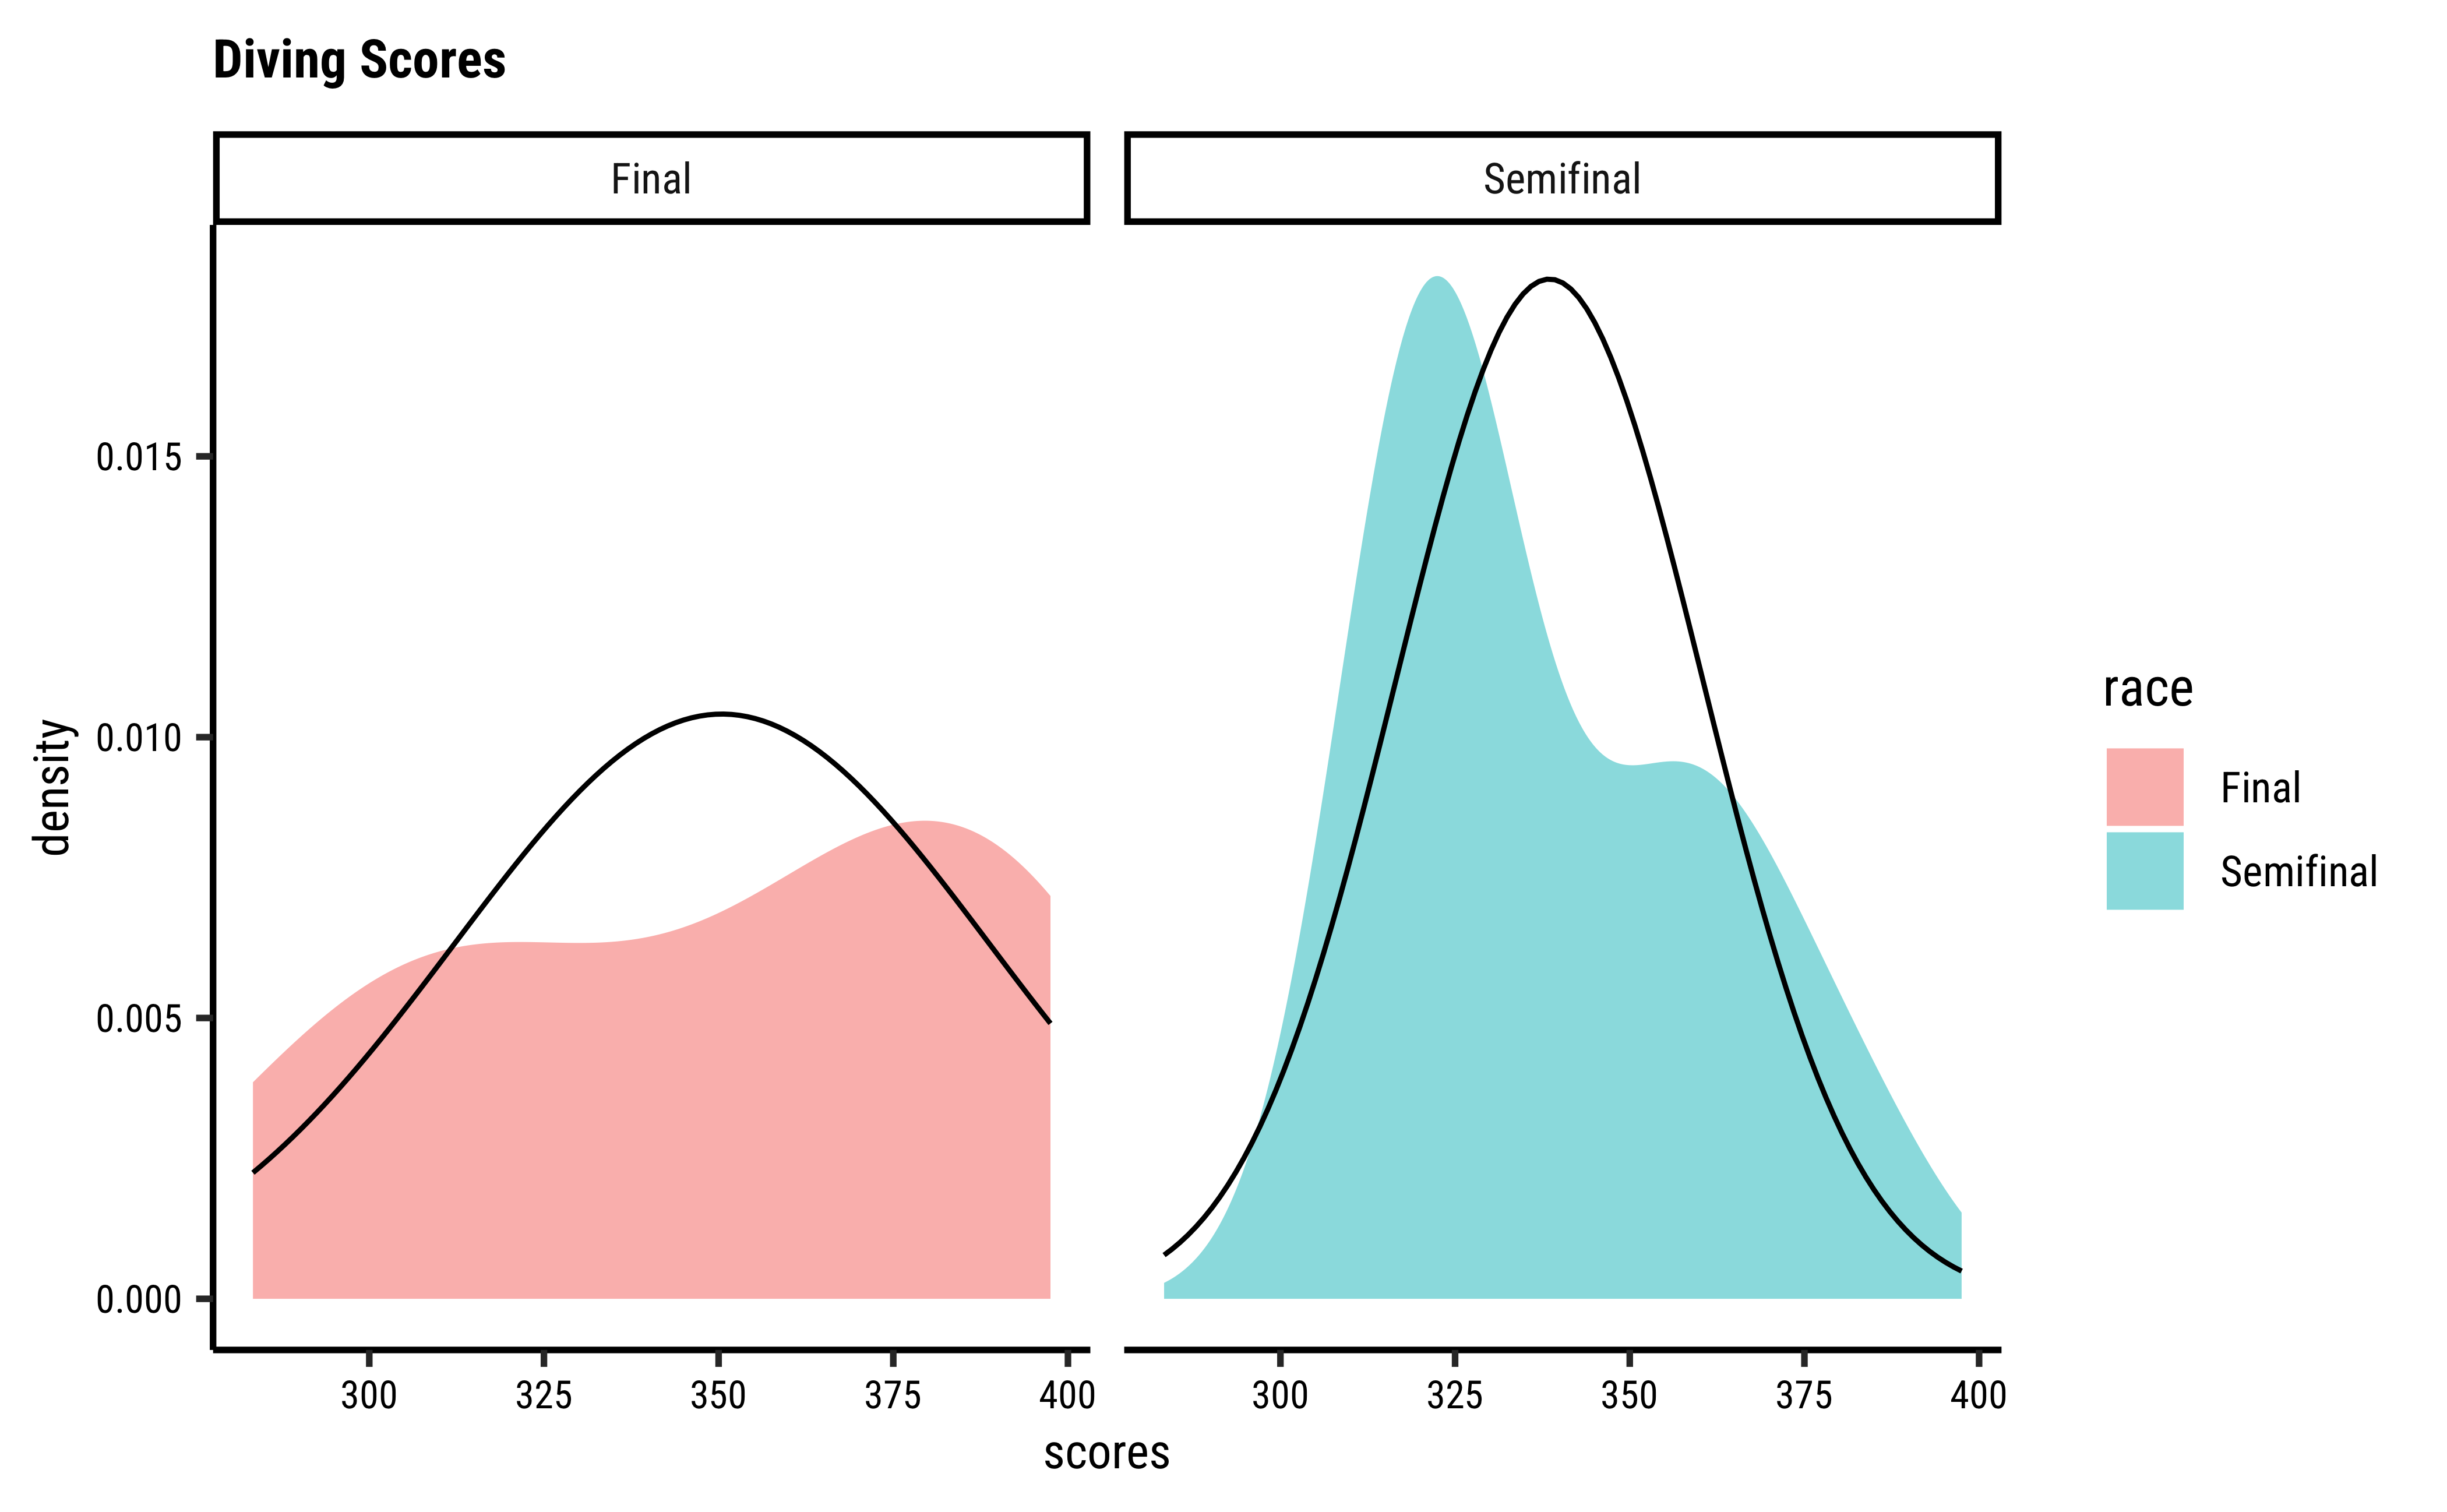 Diving Scores
Final
Semifinal
density
0.015
0.010
0.005
0.000
300 325 350 375 400
300 325 350 375 400
scores
race
Final
Semifinal